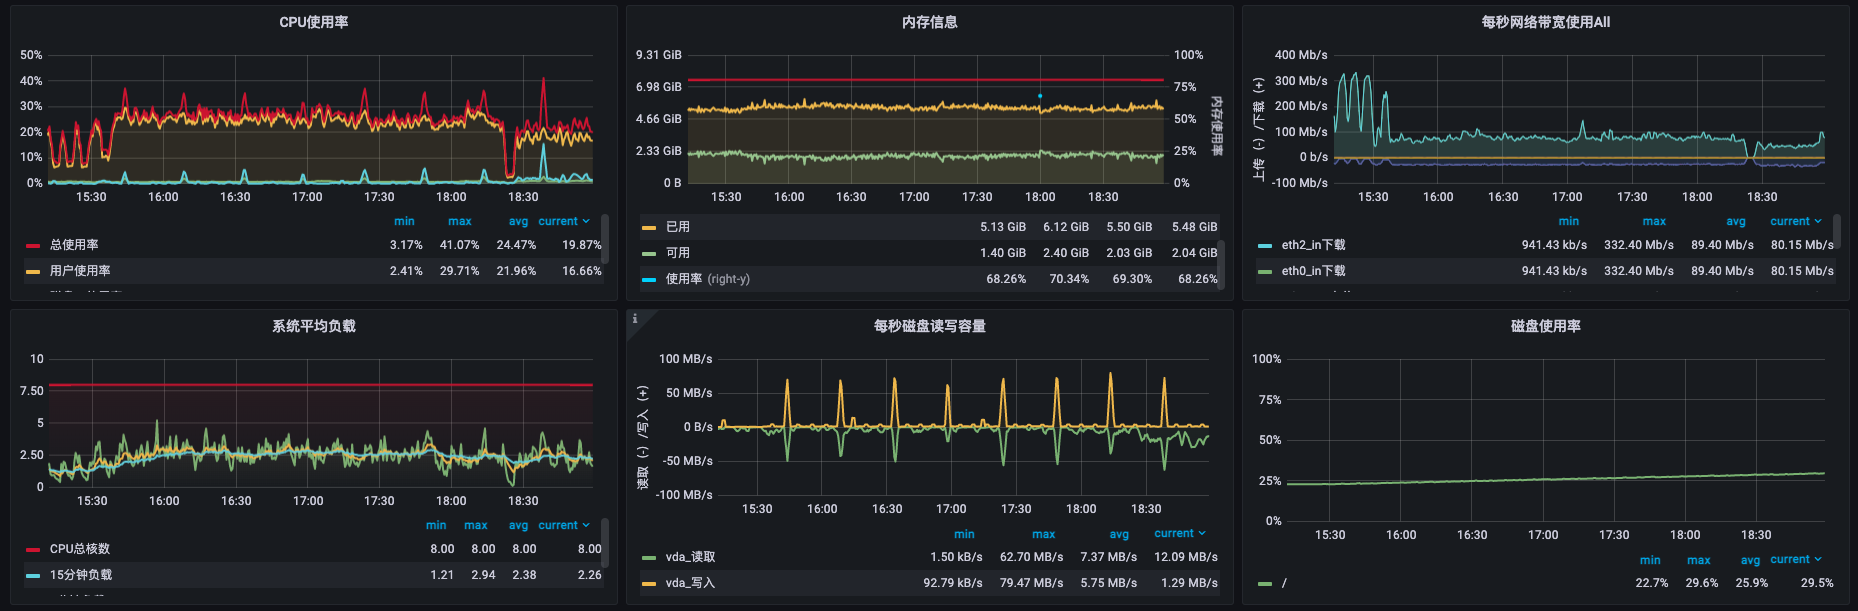 CPU使用率
50%
40%
30%
20%
10%
0%
15:30 16:00 16:30 17:00 17:30 18:00 18:30
min max avg current
总使用率 3.17% 41.07% 24.47% 19.87%
用户使用率 2.41% 29.71% 21.96% 16.66%
内存信息
9.31 GiB 100%
6.98 GiB 75%
4.66 GiB 50%
2.33 GiB 25%
0 B 0%
内存使用率
15:30 16:00 16:30 17:00 17:30 18:00 18:30
已用 5.13 GiB 6.12 GiB 5.50 GiB 5.48 GiB
可用 1.40 GiB 2.40 GiB 2.03 GiB 2.04 GiB
使用率 (right-y) 68.26% 70.34% 69.30% 68.26%
每秒网络带宽使用All
上传 (-) /下载 (+)
400 Mb/s
300 Mb/s
200 Mb/s
100 Mb/s
0 b/s
-100 Mb/s
15:30 16:00 16:30 17:00 17:30 18:00 18:30
min max avg current
eth2_in下载 941.43 kb/s 332.40 Mb/s 89.40 Mb/s 80.15 Mb/s
eth0_in下载 941.43 kb/s 332.40 Mb/s 89.40 Mb/s 80.15 Mb/s
系统平均负载
10
7.50
5
2.50
0
15:30 16:00 16:30 17:00 17:30 18:00 18:30
min max avg current
CPU总核数 8.00 8.00 8.00 8.00
15分钟负载 1.21 2.94 2.38 2.26
i
每秒磁盘读写容量
读取 (-) /写入 (+)
100 MB/s
50 MB/s
0 B/s
-50 MB/s
-100 MB/s
15:30 16:00 16:30 17:00 17:30 18:00 18:30
min max avg current
vda_读取 1.50 kB/s 62.70 MB/s 7.37 MB/s 12.09 MB/s
vda_写入 92.79 kB/s 79.47 MB/s 5.75 MB/s 1.29 MB/s
磁盘使用率
100%
75%
50%
25%
0%
15:30 16:00 16:30 17:00 17:30 18:00 18:30
min max avg current
/ 22.7% 29.6% 25.9% 29.5%